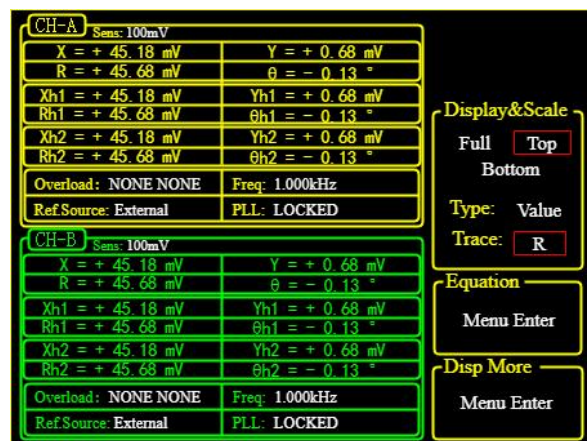 CH-A Sens: 100mV
X = + 45.18 mV Y = + 0.68 mV
R = + 45.68 mV θ = - 0.13 °
Xh1 = + 45.18 mV Yh1 = + 0.68 mV
Rh1 = + 45.68 mV θh1 = - 0.13 °
Xh2 = + 45.18 mV Yh2 = + 0.68 mV
Rh2 = + 45.68 mV θh2 = - 0.13 °
Overload: NONE NONE Freq: 1.000kHz
Ref.Source: External PLL: LOCKED
CH-B Sens: 100mV
X = + 45.18 mV Y = + 0.68 mV
R = + 45.68 mV θ = - 0.13 °
Xh1 = + 45.18 mV Yh1 = + 0.68 mV
Rh1 = + 45.68 mV θh1 = - 0.13 °
Xh2 = + 45.18 mV Yh2 = + 0.68 mV
Rh2 = + 45.68 mV θh2 = - 0.13 °
Overload: NONE NONE Freq: 1.000kHz
Ref.Source: External PLL: LOCKED
Display&Scale
Full Top
Bottom
Type: Value
Trace: R
Equation
Menu Enter
Disp More
Menu Enter